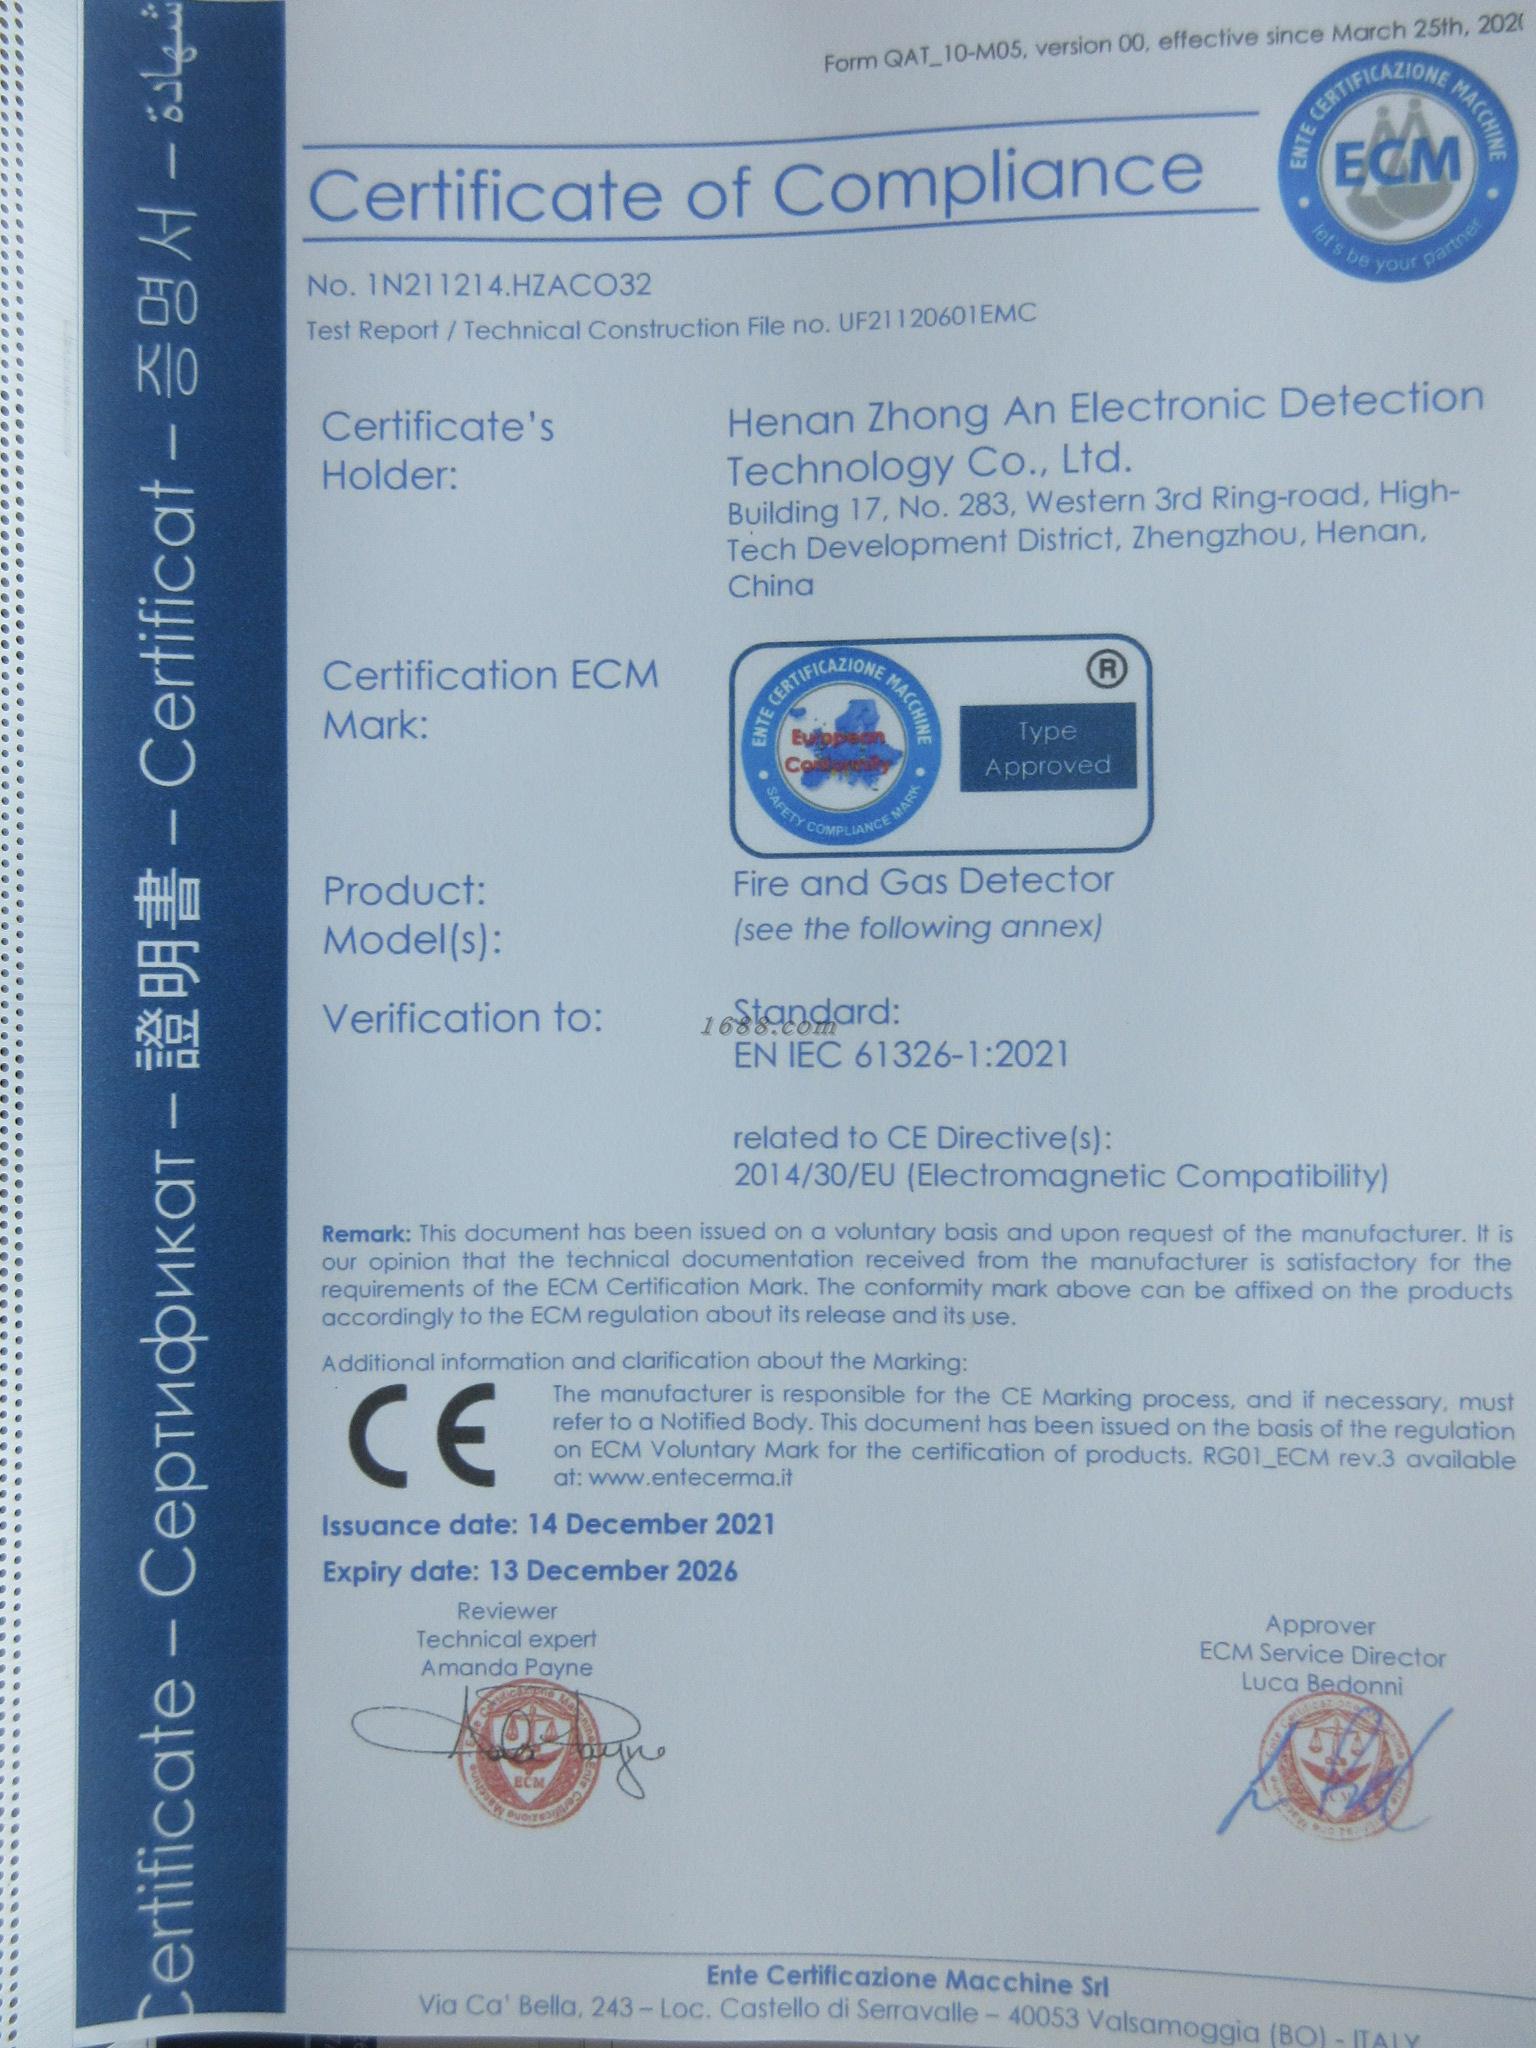 Form QAT_10-M05, version 00, effective since March 25th, 202
ENTE CERTIFICAZIONE MACCHINE
ECM
let's be your partner
Certificate of Compliance
No. 1N211214.HZACO32
Test Report / Technical Construction File no. UF21120601EMC
Certificate's
Holder:
Henan Zhong An Electronic Detection
Technology Co., Ltd.
Building 17, No. 283, Western 3rd Ring-road, High-
Tech Development District, Zhengzhou, Henan,
China
Certification ECM
Mark:
ENTE CERTIFICAZIONE MACCHINE
European
Conformity
SAFETY COMPLIANCE MARK
®
Type
Approved
Product:
Fire and Gas Detector
Model(s):
(see the following annex)
Verification to:
Standard:
1688.com
EN IEC 61326-1:2021
related to CE Directive(s):
2014/30/EU (Electromagnetic Compatibility)
Remark: This document has been issued on a voluntary basis and upon request of the manufacturer. It is
our opinion that the technical documentation received from the manufacturer is satisfactory for the
requirements of the ECM Certification Mark. The conformity mark above can be affixed on the products
accordingly to the ECM regulation about its release and its use.
Additional information and clarification about the Marking:
CE
The manufacturer is responsible for the CE Marking process, and if necessary, must
refer to a Notified Body. This document has been issued on the basis of the regulation
on ECM Voluntary Mark for the certification of products. RG01_ECM rev.3 available
at: www.entecerma.it
Issuance date: 14 December 2021
Expiry date: 13 December 2026
Reviewer
Technical expert
Amanda Payne
Approver
ECM Service Director
Luca Bedonni
Ente Certificazione Macchine
ECM
Ente Certificazione Macchine Srl
Via Ca' Bella, 243 – Loc. Castello di Serravalle – 40053 Valsamoggia (BO) - ITALY
Certificate – Сертификат – 證明書 – Certificat – 증명서 – شهادة